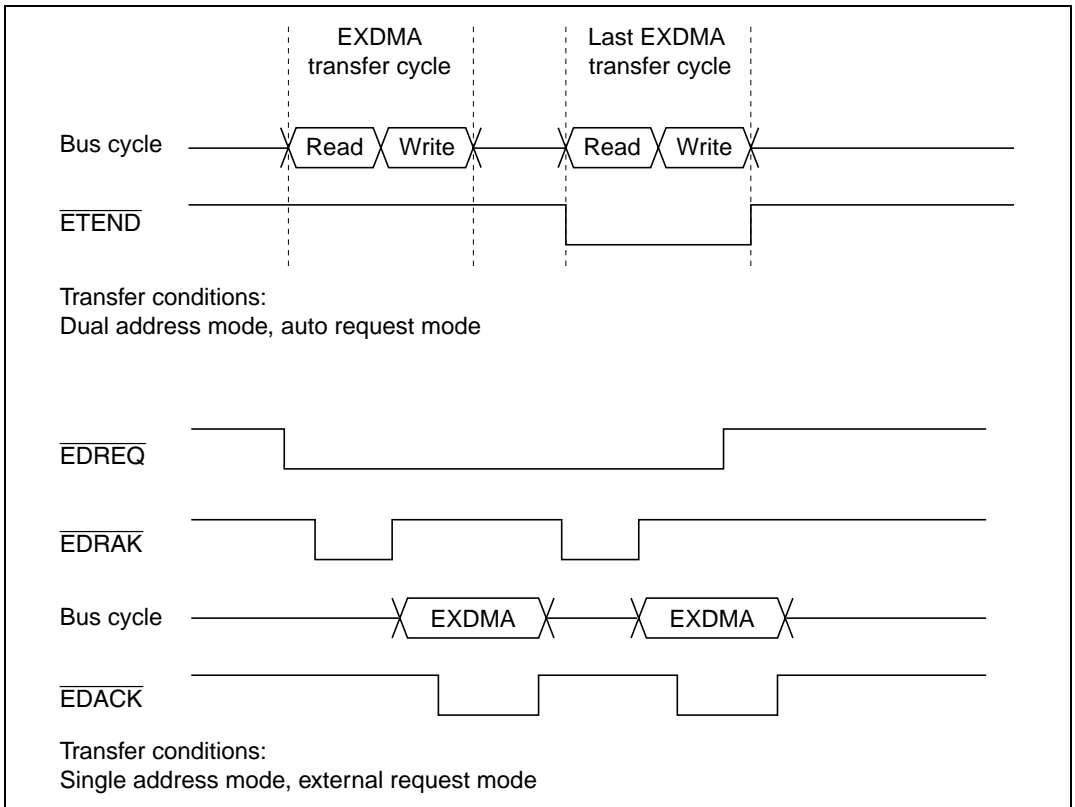 EXDMA
transfer cycle
Last EXDMA
transfer cycle
Bus cycle
Read
Write
Read
Write
ETEND
Transfer conditions:
Dual address mode, auto request mode
EDREQ
EDRAK
Bus cycle
EXDMA
EXDMA
EDACK
Transfer conditions:
Single address mode, external request mode